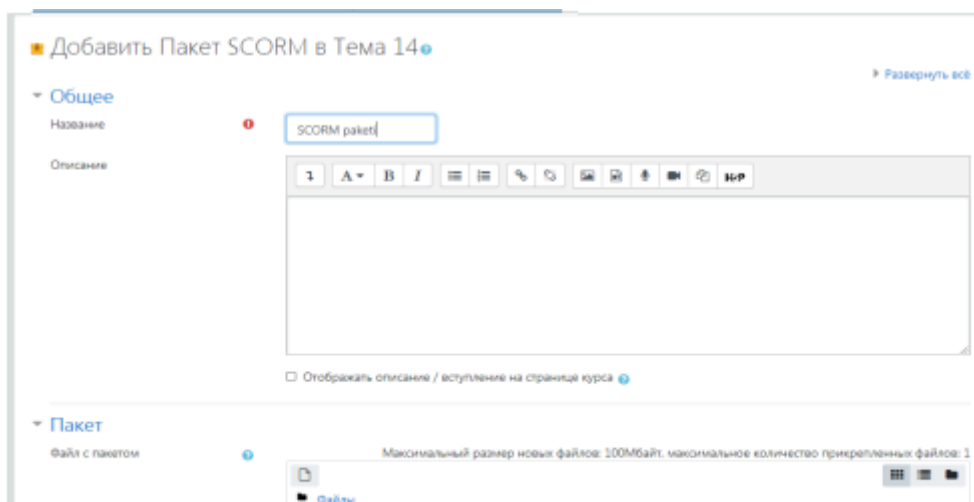 Добавить Пакет SCORM в Тема 14
Развернуть всё
Общее
Название
SCORM paketi
Описание
A B I H-P
Отображать описание / вступление на странице курса
Пакет
Файл с пакетом
Максимальный размер новых файлов: 100Мбайт, максимальное количество прикрепленных файлов: 1
Файлы